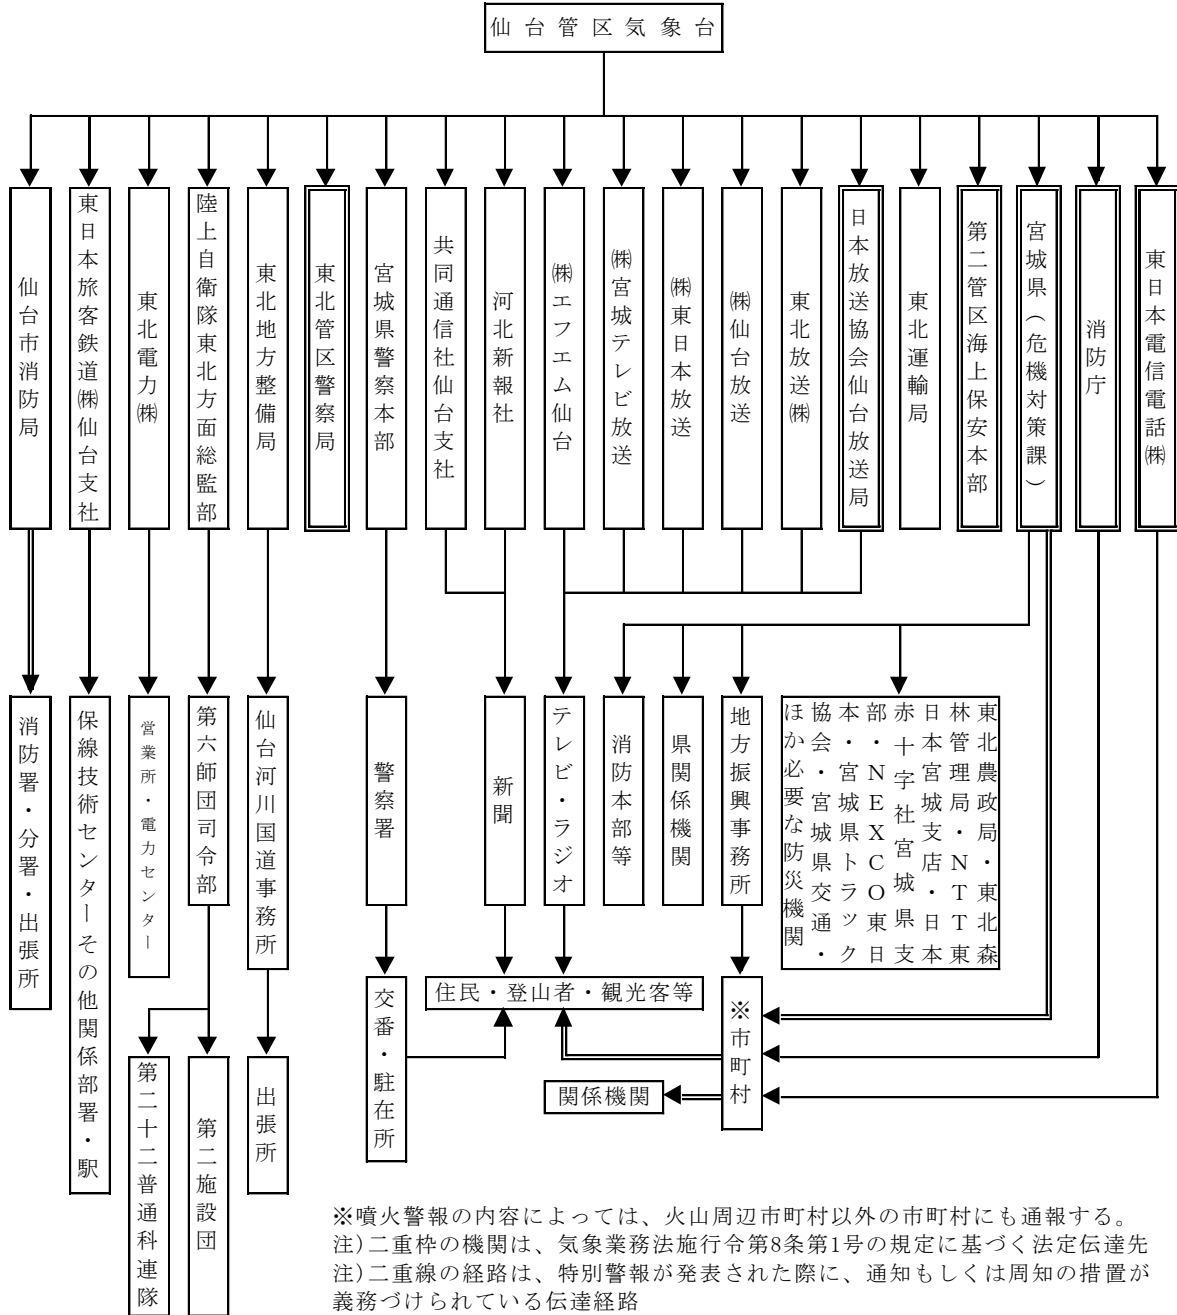 仙台管区気象台
仙台市消防局
東日本旅客鉄道㈱仙台支社
東北電力㈱
陸上自衛隊東北方面総監部
東北地方整備局
東北管区警察局
宮城県警察本部
共同通信社仙台支社
河北新報社
㈱エフエム仙台
㈱宮城テレビ放送
㈱東日本放送
㈱仙台放送
東北放送㈱
日本放送協会仙台放送局
東北運輸局
第二管区海上保安本部
宮城県(危機対策課)
消防庁
東日本電信電話㈱
消防署・分署・出張所
保線技術センターその他関係部署・駅
営業所・電力センター
第六師団司令部
仙台河川国道事務所
警察署
新聞
テレビ・ラジオ
消防本部等
県関係機関
地方振興事務所
東北農政局・東北森
林管理局・NTT東
日本宮城支店・日本
赤十字社宮城県支
部・NEXCO東日
本・宮城県トラック
協会・宮城県交通・
ほか必要な防災機関
住民・登山者・観光客等
交番・駐在所
※市町村
関係機関
第二十二普通科連隊
第二施設団
出張所
※噴火警報の内容によっては、火山周辺市町村以外の市町村にも通報する。
注)二重枠の機関は、気象業務法施行令第8条第1号の規定に基づく法定伝達先
注)二重線の経路は、特別警報が発表された際に、通知もしくは周知の措置が
義務づけられている伝達経路